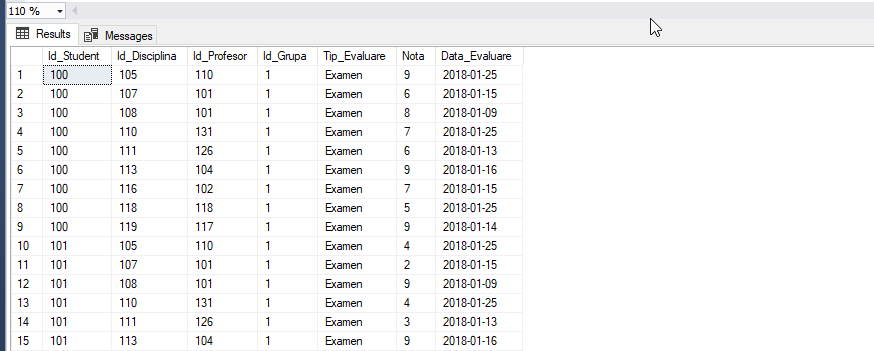 110 %
Results Messages
Id_Student Id_Disciplina Id_Profesor Id_Grupa Tip_Evaluare Nota Data_Evaluare
1 100 105 110 1 Examen 9 2018-01-25
2 100 107 101 1 Examen 6 2018-01-15
3 100 108 101 1 Examen 8 2018-01-09
4 100 110 131 1 Examen 7 2018-01-25
5 100 111 126 1 Examen 6 2018-01-13
6 100 113 104 1 Examen 9 2018-01-16
7 100 116 102 1 Examen 7 2018-01-15
8 100 118 118 1 Examen 5 2018-01-25
9 100 119 117 1 Examen 9 2018-01-14
10 101 105 110 1 Examen 4 2018-01-25
11 101 107 101 1 Examen 2 2018-01-15
12 101 108 101 1 Examen 9 2018-01-09
13 101 110 131 1 Examen 4 2018-01-25
14 101 111 126 1 Examen 3 2018-01-13
15 101 113 104 1 Examen 9 2018-01-16